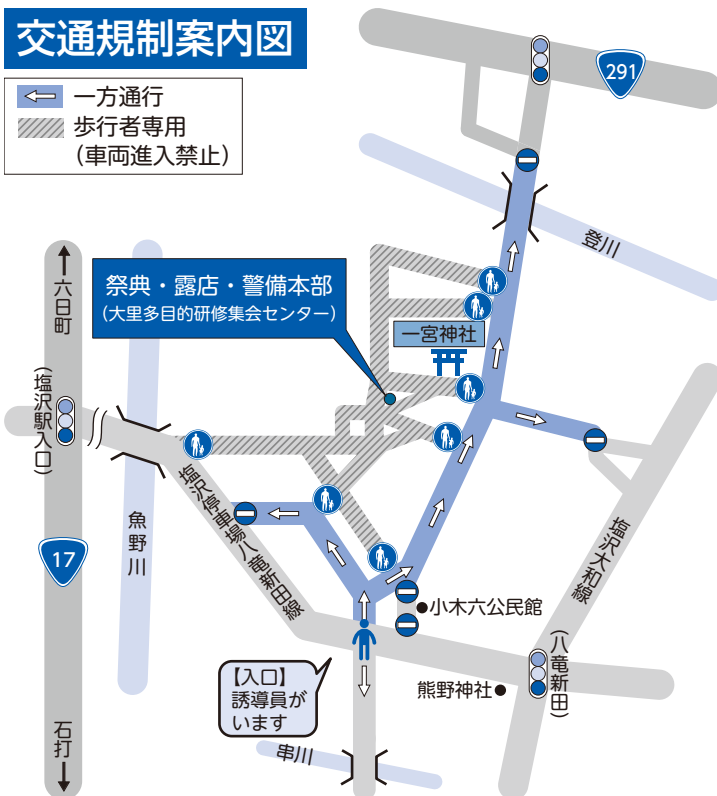 交通規制案内図
一方通行
歩行者専用
(車両進入禁止)
291
登川
六日町
祭典・露店・警備本部
(大里多目的研修集会センター)
一宮神社
(塩沢駅入口)
魚野川
塩沢停車場八竜新田線
塩沢大和線
17
小木六公民館
(八竜新田)
熊野神社
【入口】
誘導員が
います
串川
石打